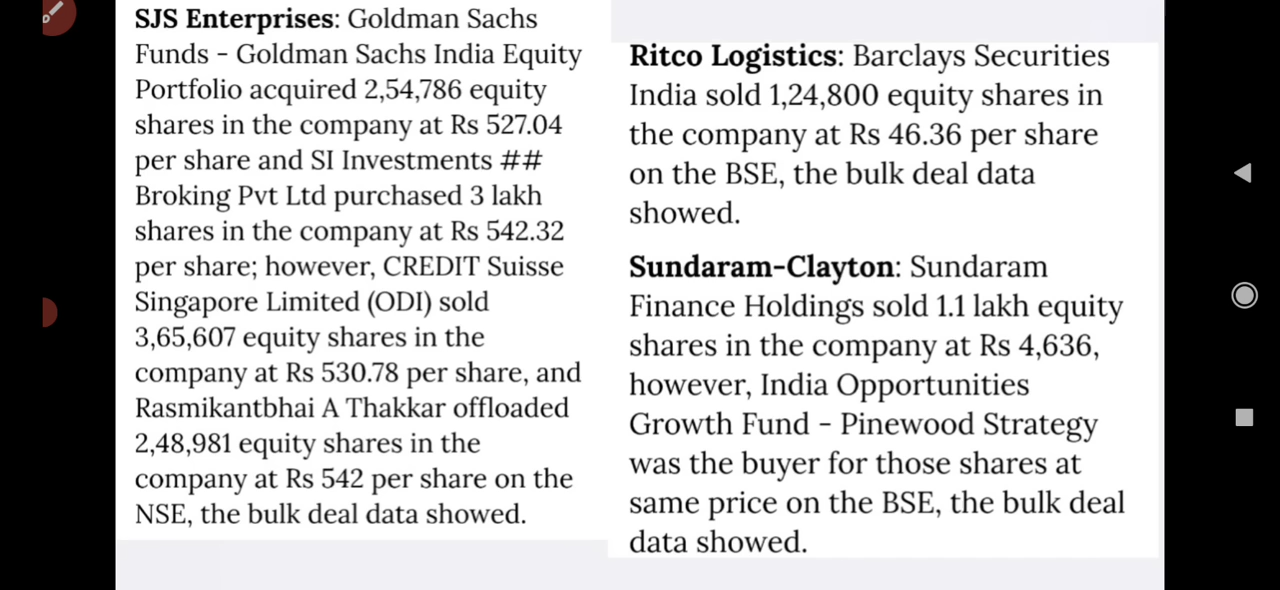 SJS Enterprises: Goldman Sachs
Funds - Goldman Sachs India Equity
Portfolio acquired 2,54,786 equity
shares in the company at Rs 527.04
per share and SI Investments ##
Broking Pvt Ltd purchased 3 lakh
shares in the company at Rs 542.32
per share; however, CREDIT Suisse
Singapore Limited (ODI) sold
3,65,607 equity shares in the
company at Rs 530.78 per share, and
Rasmikantbhai A Thakkar offloaded
2,48,981 equity shares in the
company at Rs 542 per share on the
NSE, the bulk deal data showed.
Ritco Logistics: Barclays Securities
India sold 1,24,800 equity shares in
the company at Rs 46.36 per share
on the BSE, the bulk deal data
showed.
Sundaram-Clayton: Sundaram
Finance Holdings sold 1.1 lakh equity
shares in the company at Rs 4,636,
however, India Opportunities
Growth Fund - Pinewood Strategy
was the buyer for those shares at
same price on the BSE, the bulk deal
data showed.